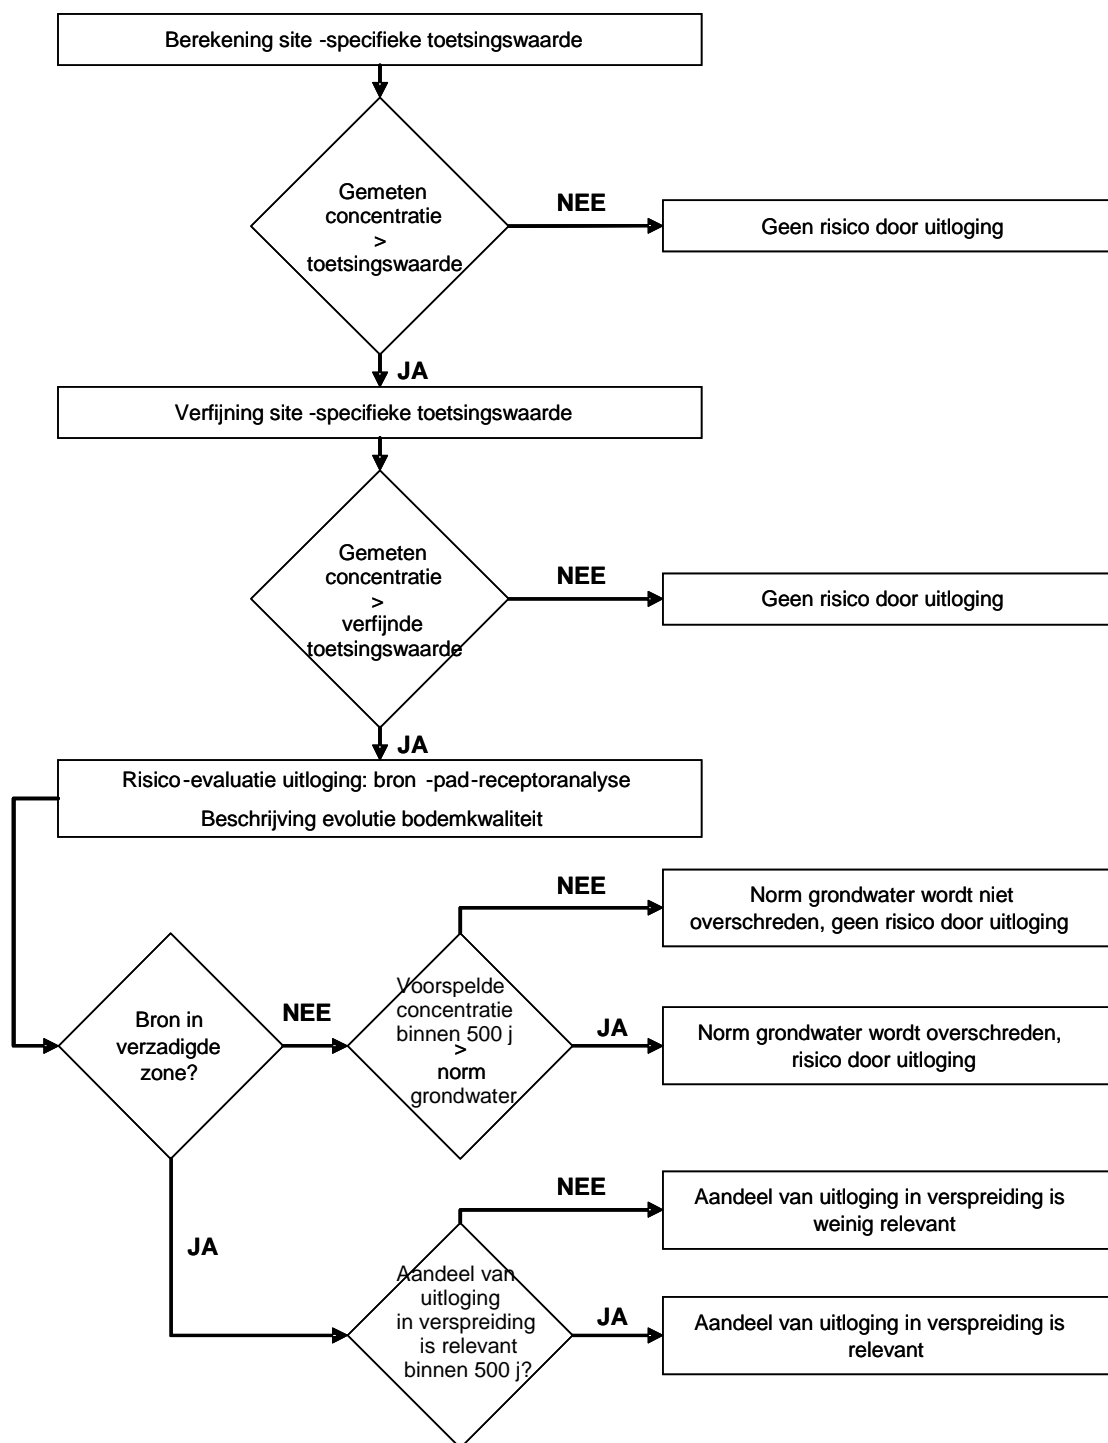 Berekening site -specifieke toetsingswaarde
Gemeten
concentratie
>
toetsingswaarde
NEE
Geen risico door uitloging
JA
Verfijning site -specifieke toetsingswaarde
Gemeten
concentratie
>
verfijnde
toetsingswaarde
NEE
Geen risico door uitloging
JA
Risico-evaluatie uitloging: bron -pad-receptoranalyse
Beschrijving evolutie bodemkwaliteit
Bron in
verzadigde
zone?
NEE
Voorspelde
concentratie
binnen 500 j
>
norm
grondwater
NEE
Norm grondwater wordt niet
overschreden, geen risico door uitloging
JA
Norm grondwater wordt overschreden,
risico door uitloging
JA
Aandeel van
uitloging
in verspreiding
is relevant
binnen 500 j?
NEE
Aandeel van uitloging in verspreiding is
weinig relevant
JA
Aandeel van uitloging in verspreiding is
relevant